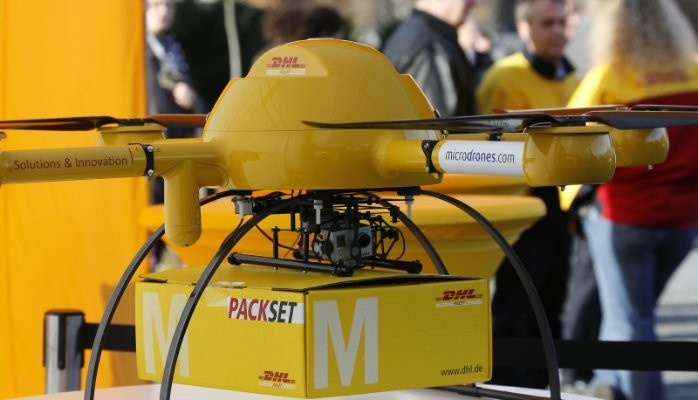 DHL
Solutions & Innovation
microdrones.com
M
PACKSET
M
DHL
www.dhl.de
DHL